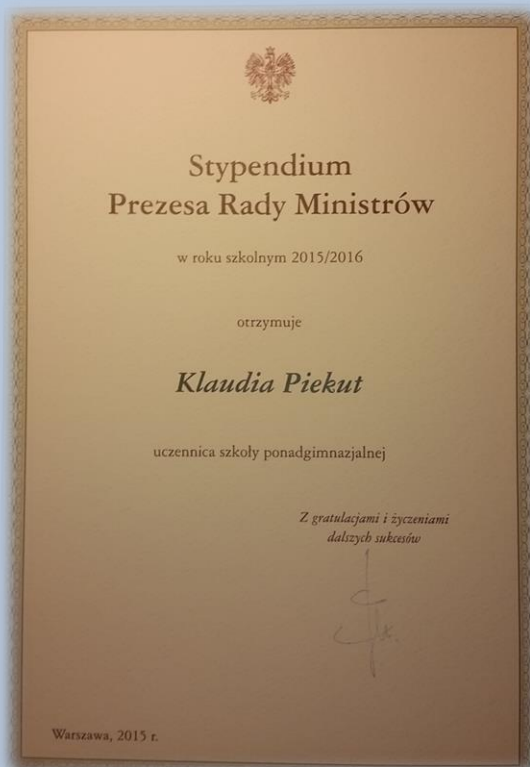 Stypendium
Prezesa Rady Ministrów
w roku szkolnym 2015/2016
otrzymuje
Klaudia Piekut
uczennica szkoły ponadgimnazjalnej
Z gratulacjami i życzeniami
dalszych sukcesów
Warszawa, 2015 r.